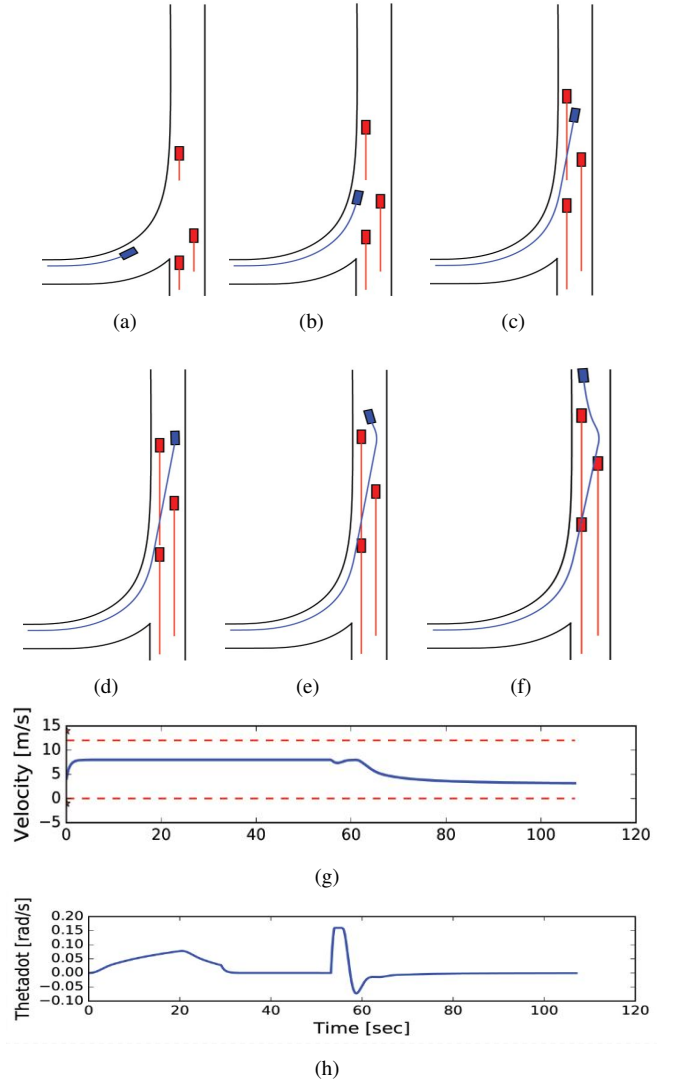 (a) (b) (c)
(d) (e) (f)
Velocity [m/s]
15
10
5
0
−5
0 20 40 60 80 100 120
(g)
Thetadot [rad/s]
0.20
0.15
0.10
0.05
0.00
−0.05
−0.10
0 20 40 60 80 100 120
Time [sec]
(h)